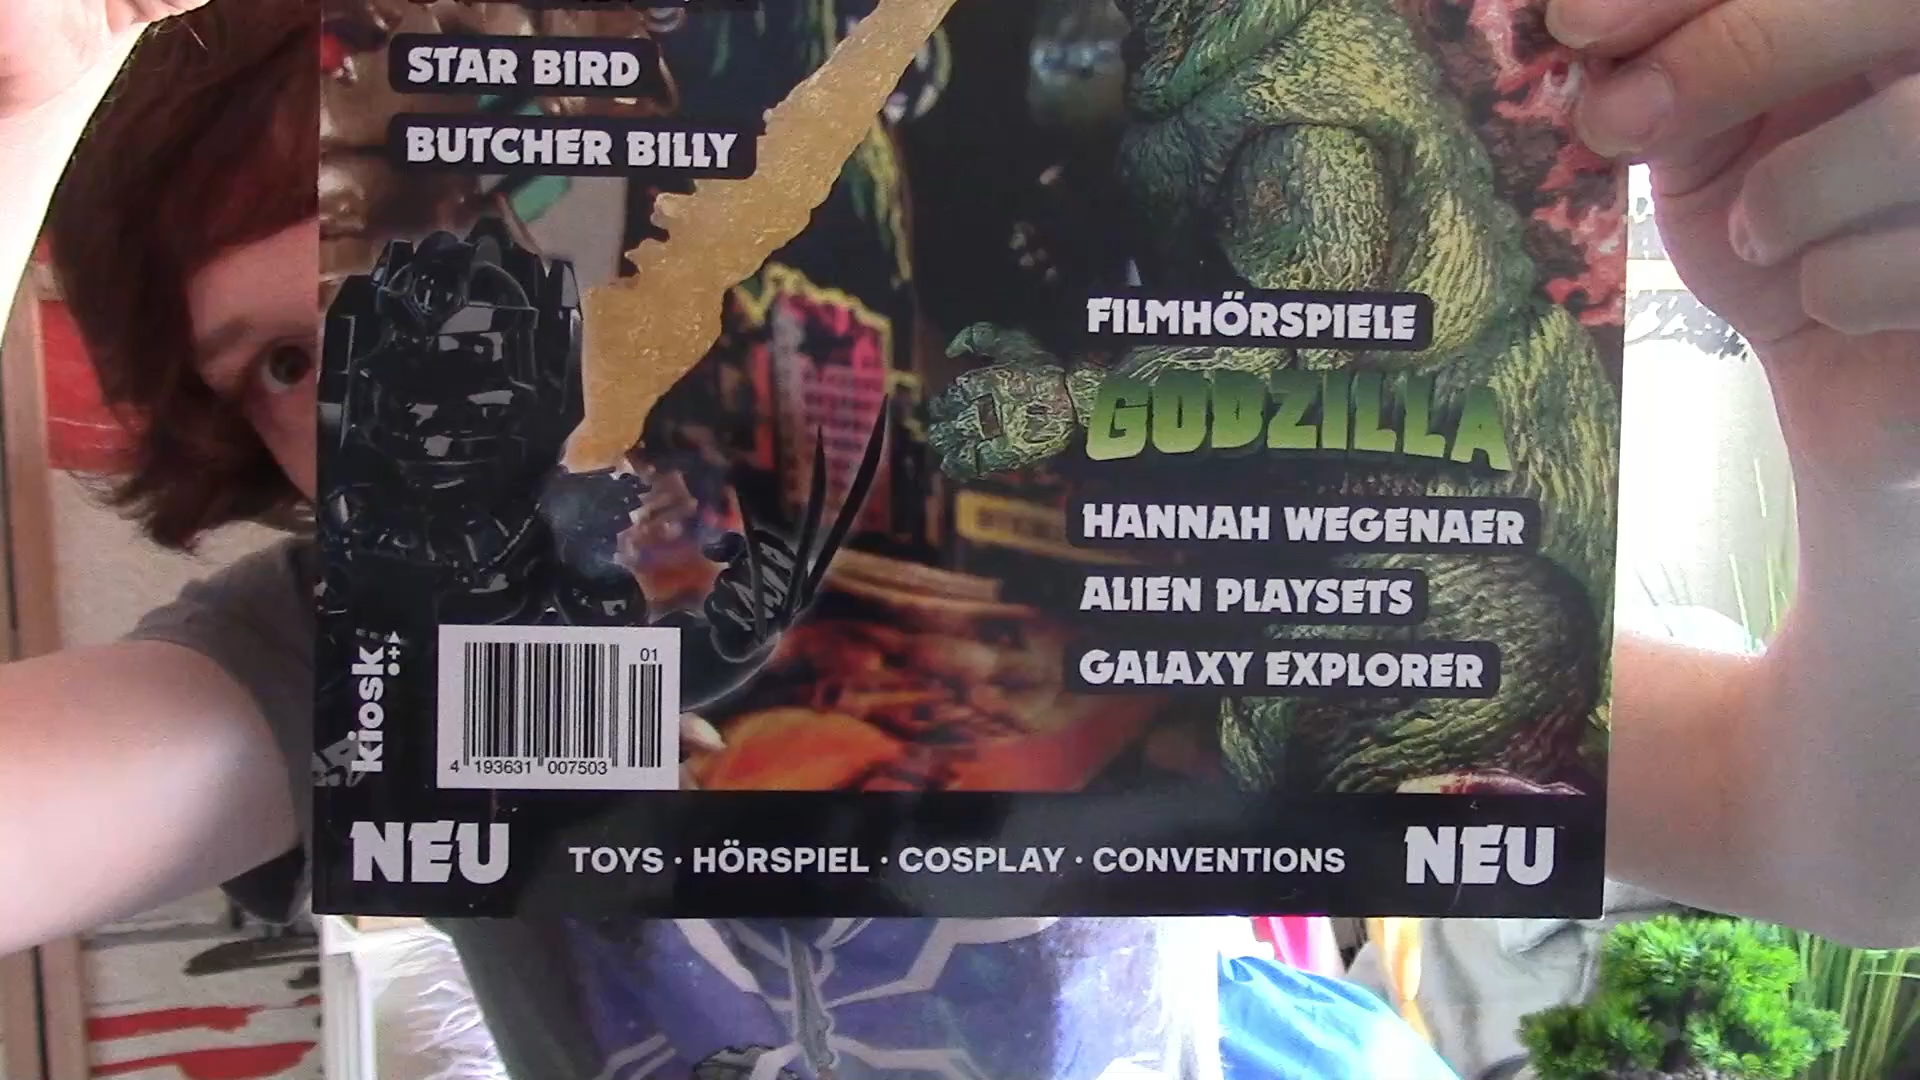 STAR BIRD
BUTCHER BILLY
FILMHÖRSPIELE
GODZILLA
HANNAH WEGENAER
ALIEN PLAYSETS
GALAXY EXPLORER
kiosk
01
4 193631 007503
NEU
TOYS · HÖRSPIEL · COSPLAY · CONVENTIONS
NEU